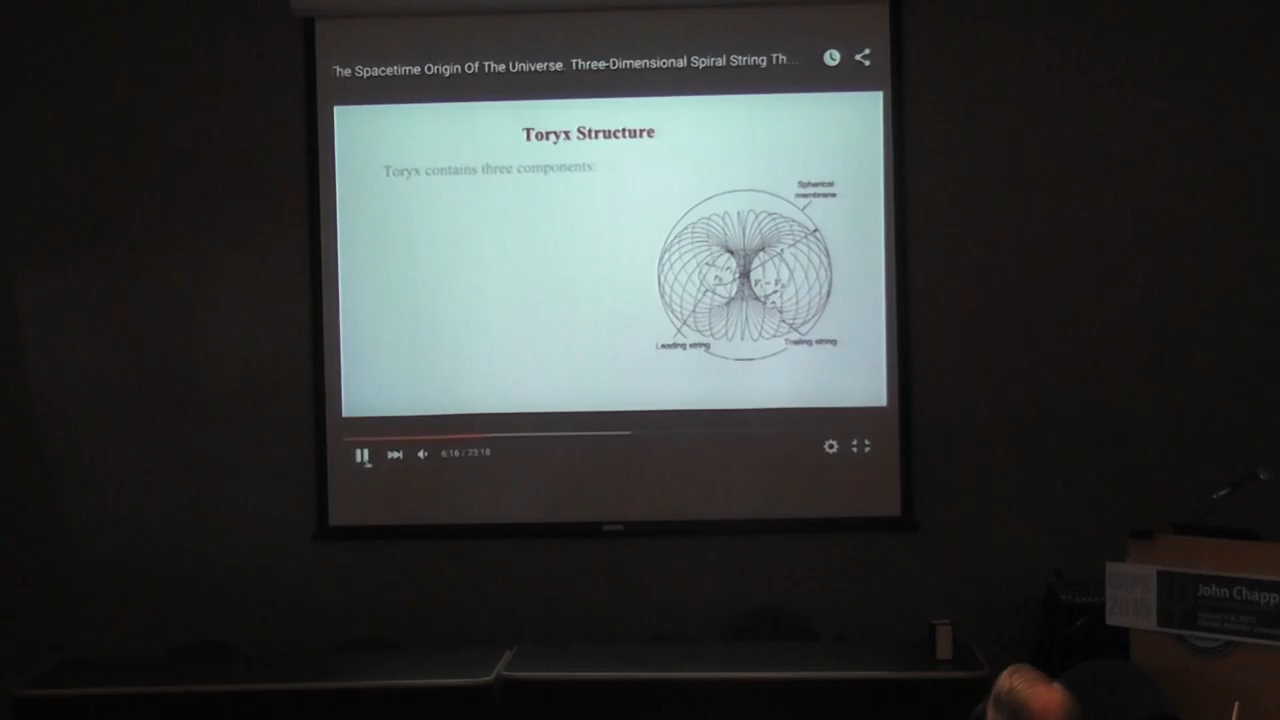 The Spacetime Origin Of The Universe. Three-Dimensional Spiral String Th...
Toryx Structure
Toryx contains three components:
Spherical
membrane
Leading string
Trailing string
6:16 / 23:18
John Chapp
2015